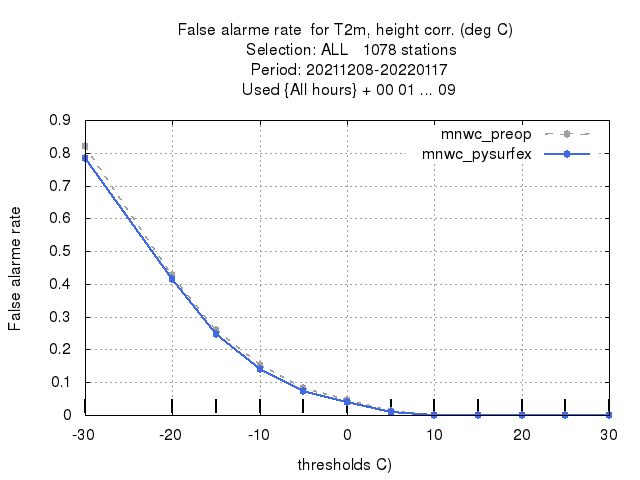 False alarme rate  for T2m, height corr. (deg C)
Selection: ALL   1078 stations
Period: 20211208-20220117
Used {All hours} + 00 01 ... 09
mnwc_preop
mnwc_pysurfex
False alarme rate
0.9
0.8
0.7
0.6
0.5
0.4
0.3
0.2
0.1
0
-30 -20 -10 0 10 20 30
thresholds C)